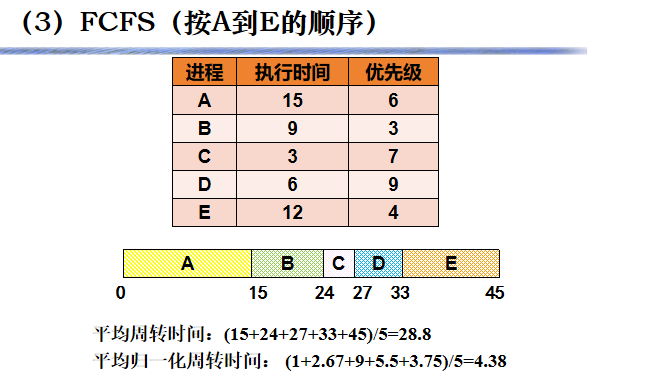 （3）FCFS（按A到E的顺序）
进程 执行时间 优先级
A 15 6
B 9 3
C 3 7
D 6 9
E 12 4
A B C D E
0 15 24 27 33 45
平均周转时间：(15+24+27+33+45)/5=28.8
平均归一化周转时间： (1+2.67+9+5.5+3.75)/5=4.38